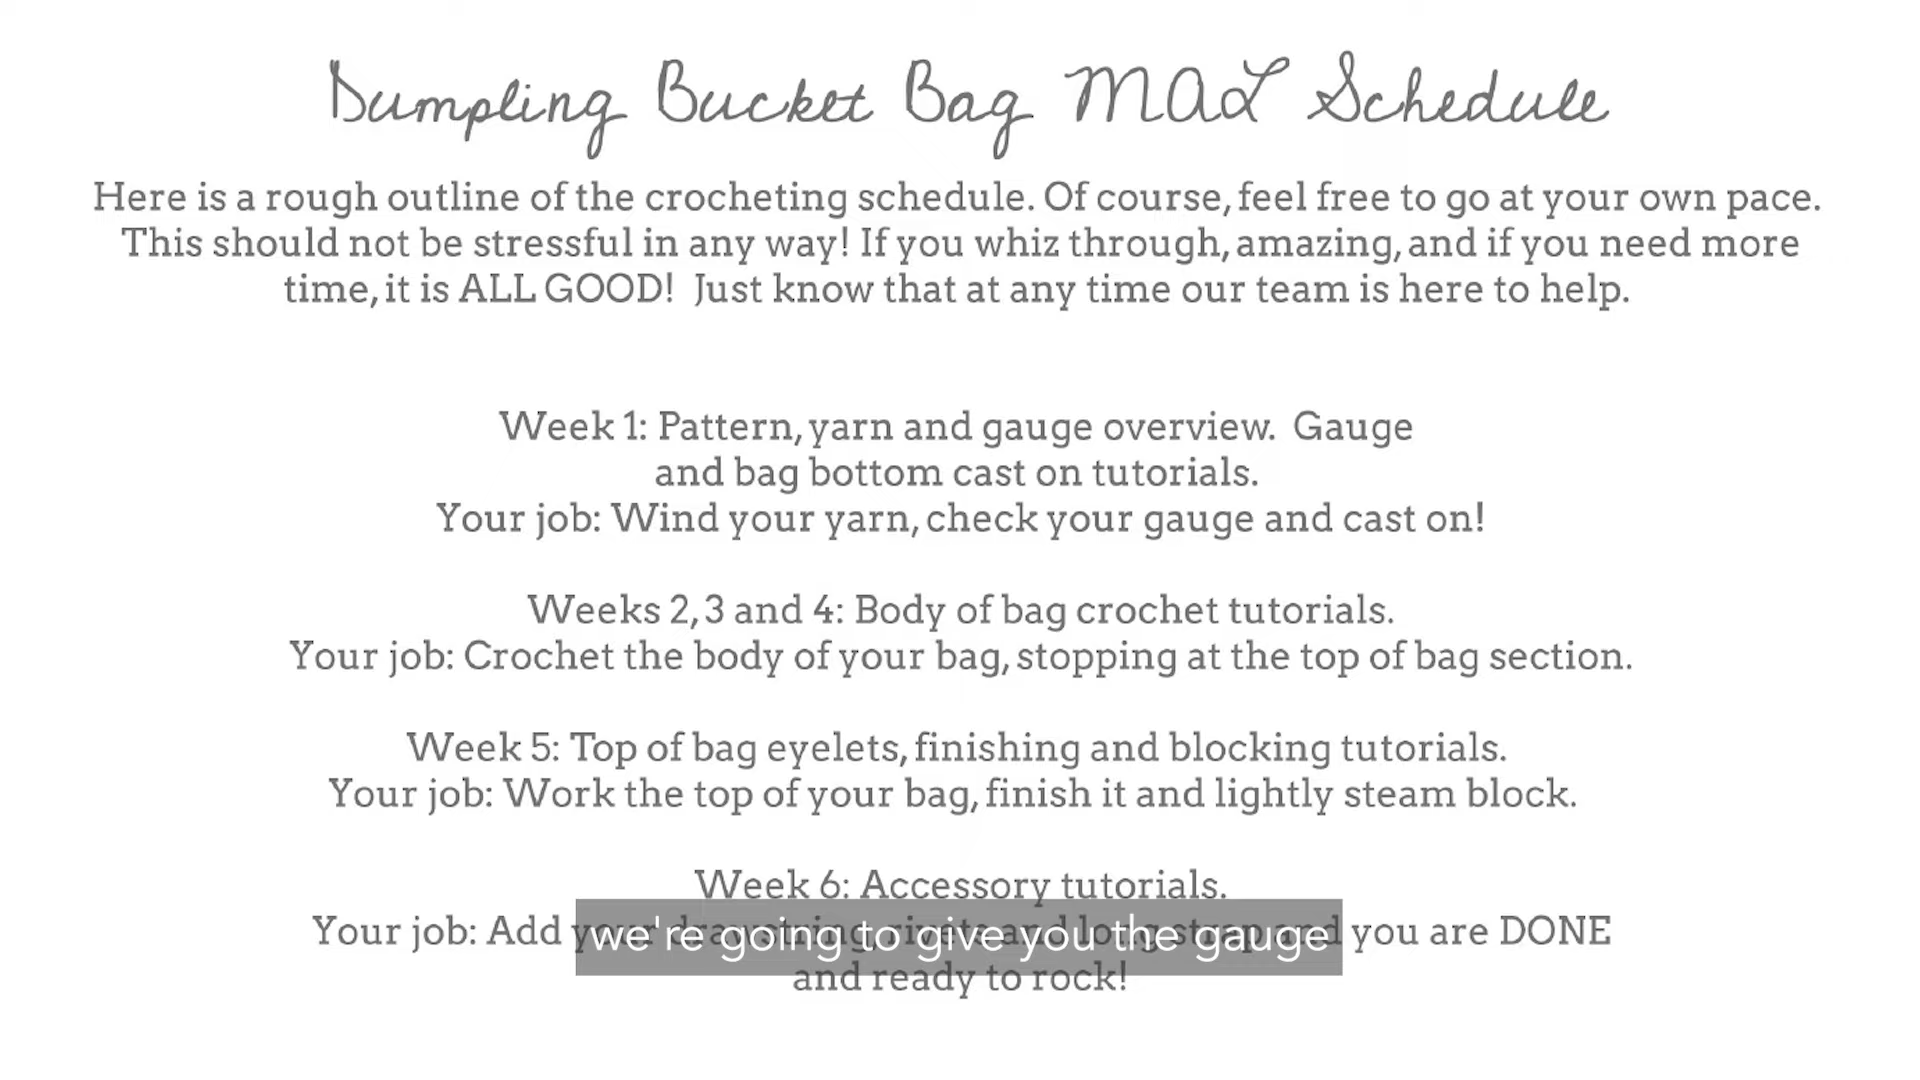 Dumpling Bucket Bag MAL Schedule
Here is a rough outline of the crocheting schedule. Of course, feel free to go at your own pace.
This should not be stressful in any way! If you whiz through, amazing, and if you need more
time, it is ALL GOOD! Just know that at any time our team is here to help.
Week 1: Pattern, yarn and gauge overview. Gauge
and bag bottom cast on tutorials.
Your job: Wind your yarn, check your gauge and cast on!
Weeks 2, 3 and 4: Body of bag crochet tutorials.
Your job: Crochet the body of your bag, stopping at the top of bag section.
Week 5: Top of bag eyelets, finishing and blocking tutorials.
Your job: Work the top of your bag, finish it and lightly steam block.
Week 6: Accessory tutorials.
Your job: Add your drawstring, rivets and long strap and you are DONE
we're going to give you the gauge
and ready to rock!